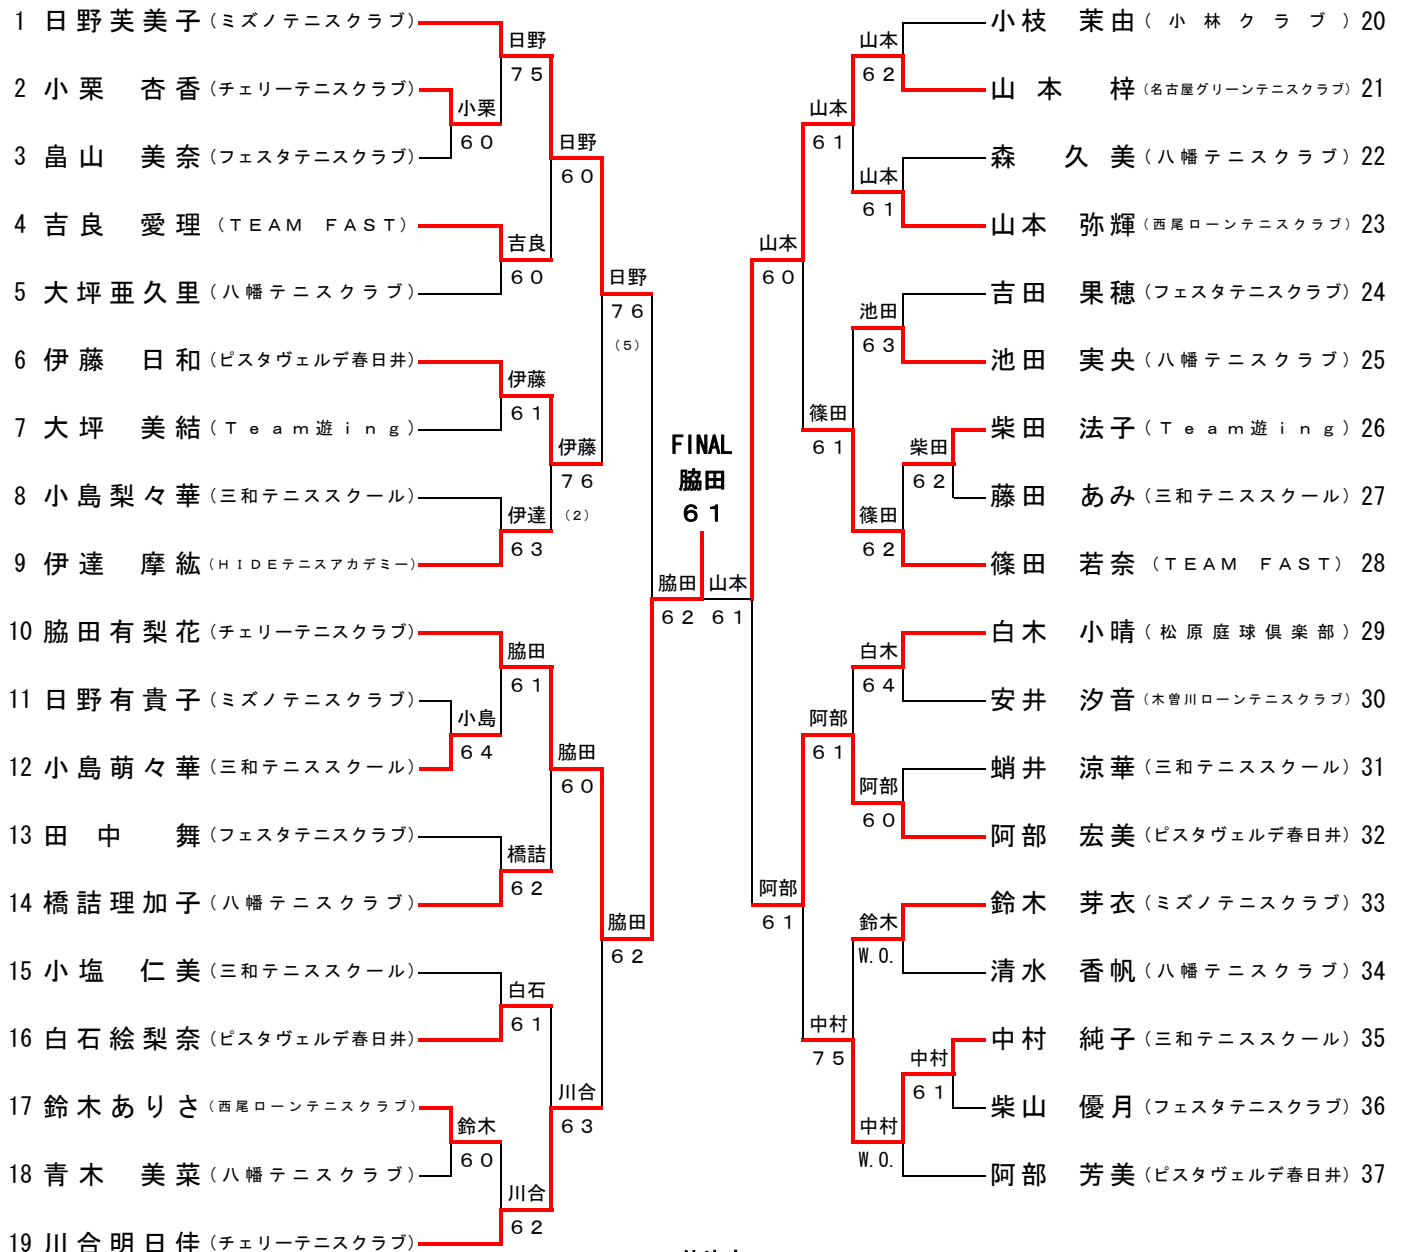 1 日野芙美子(ミズノテニスクラブ)
2 小栗 杏香(チェリーテニスクラブ)
3 畠山 美奈(フェスタテニスクラブ)
4 吉良 愛理(TEAM FAST)
5 大坪亜久里(八幡テニスクラブ)
6 伊藤 日和(ピスタヴェルデ春日井)
7 大坪 美結(Team遊ing)
8 小島梨々華(三和テニススクール)
9 伊達 摩紘(HIDEテニスアカデミー)
10 脇田有梨花(チェリーテニスクラブ)
11 日野有貴子(ミズノテニスクラブ)
12 小島萌々華(三和テニススクール)
13 田中 舞(フェスタテニスクラブ)
14 橋詰理加子(八幡テニスクラブ)
15 小塩 仁美(三和テニススクール)
16 白石絵梨奈(ピスタヴェルデ春日井)
17 鈴木ありさ(西尾ローンテニスクラブ)
18 青木 美菜(八幡テニスクラブ)
19 川合明日佳(チェリーテニスクラブ)
小栗
60
小島
64
鈴木
60
日野
75
吉良
60
伊藤
61
伊達
63
脇田
61
橋詰
62
白石
61
川合
62
日野
60
伊藤
76
(2)
脇田
60
川合
63
日野
76
(5)
脇田
62
脇田
62
FINAL
脇田
61
山本
61
山本
60
阿部
61
山本
61
篠田
61
阿部
61
中村
75
山本
62
山本
61
池田
63
篠田
62
白木
64
阿部
60
鈴木
W.O.
中村
W.O.
柴田
62
中村
61
小枝 茉由(小林クラブ) 20
山本 梓(名古屋グリーンテニスクラブ) 21
森 久美(八幡テニスクラブ) 22
山本 弥輝(西尾ローンテニスクラブ) 23
吉田 果穂(フェスタテニスクラブ) 24
池田 実央(八幡テニスクラブ) 25
柴田 法子(Team遊ing) 26
藤田 あみ(三和テニススクール) 27
篠田 若奈(TEAM FAST) 28
白木 小晴(松原庭球倶楽部) 29
安井 汐音(木曽川ローンテニスクラブ) 30
蛸井 涼華(三和テニススクール) 31
阿部 宏美(ピスタヴェルデ春日井) 32
鈴木 芽衣(ミズノテニスクラブ) 33
清水 香帆(八幡テニスクラブ) 34
中村 純子(三和テニススクール) 35
柴山 優月(フェスタテニスクラブ) 36
阿部 芳美(ピスタヴェルデ春日井) 37